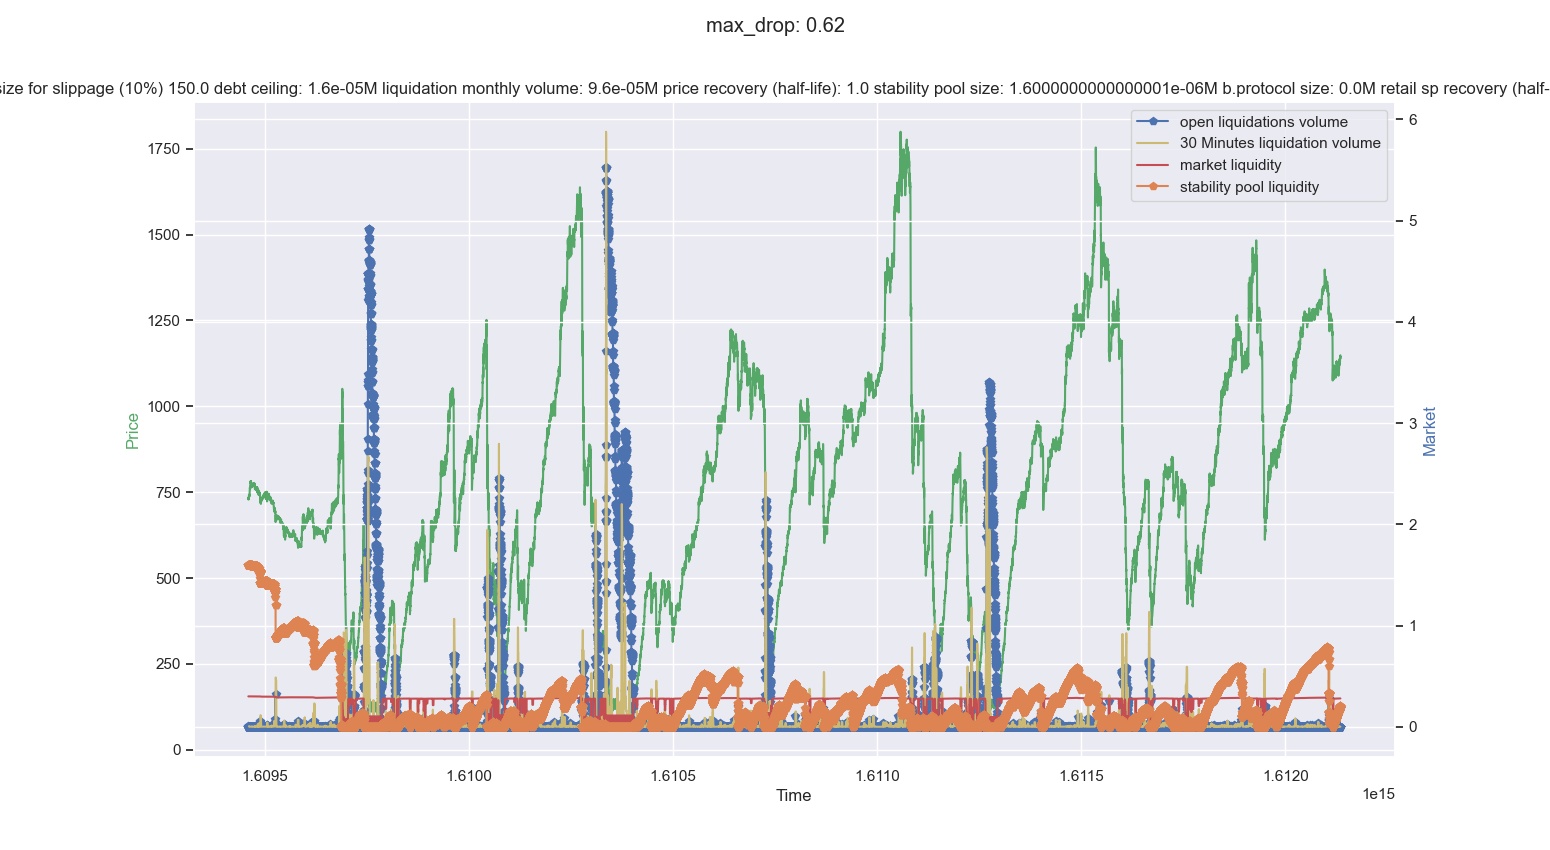 max_drop: 0.62
size for slippage (10%) 150.0 debt ceiling: 1.6e-05M liquidation monthly volume: 9.6e-05M price recovery (half-life): 1.0 stability pool size: 1.6000000000000001e-06M b.protocol size: 0.0M retail sp recovery (half-
open liquidations volume
30 Minutes liquidation volume
market liquidity
stability pool liquidity
1750
1500
1250
1000
750
500
250
0
Price
6
5
4
3
2
1
0
Market
1.6095 1.6100 1.6105 1.6110 1.6115 1.6120
1e15
Time